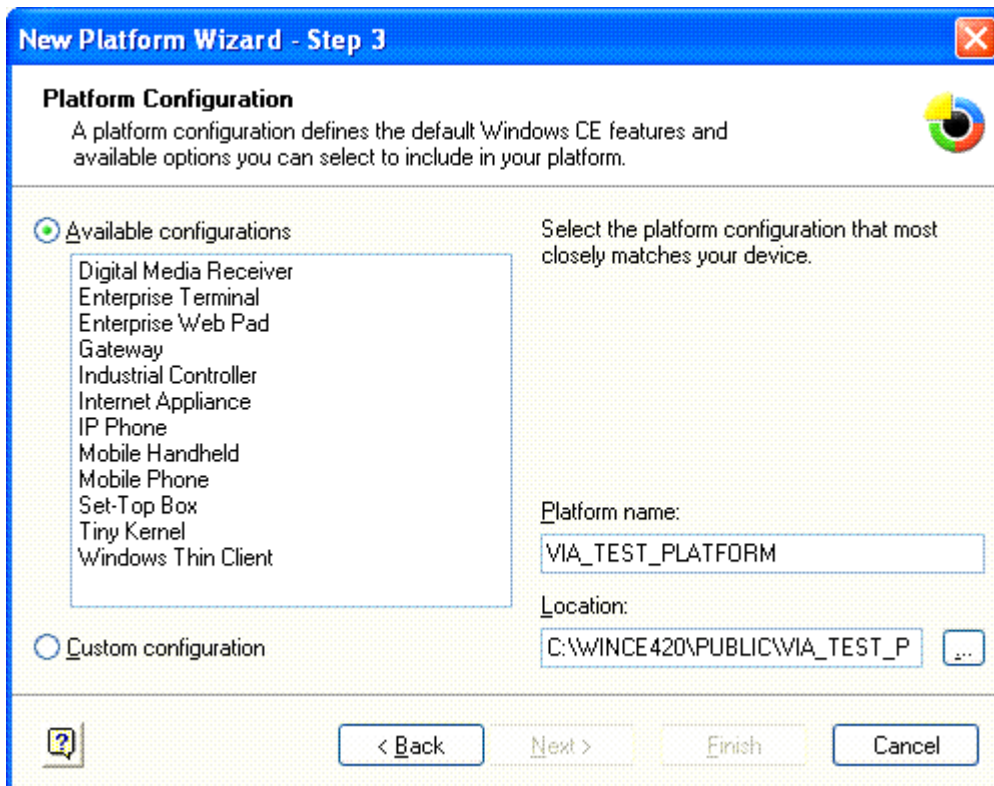 New Platform Wizard - Step 3
Platform Configuration
A platform configuration defines the default Windows CE features and
available options you can select to include in your platform.
Available configurations
Digital Media Receiver
Enterprise Terminal
Enterprise Web Pad
Gateway
Industrial Controller
Internet Appliance
IP Phone
Mobile Handheld
Mobile Phone
Set-Top Box
Tiny Kernel
Windows Thin Client
Custom configuration
Select the platform configuration that most
closely matches your device.
Platform name:
VIA_TEST_PLATFORM
Location:
C:\WINCE420\PUBLIC\VIA_TEST_P
...
?
< Back
Next >
Finish
Cancel